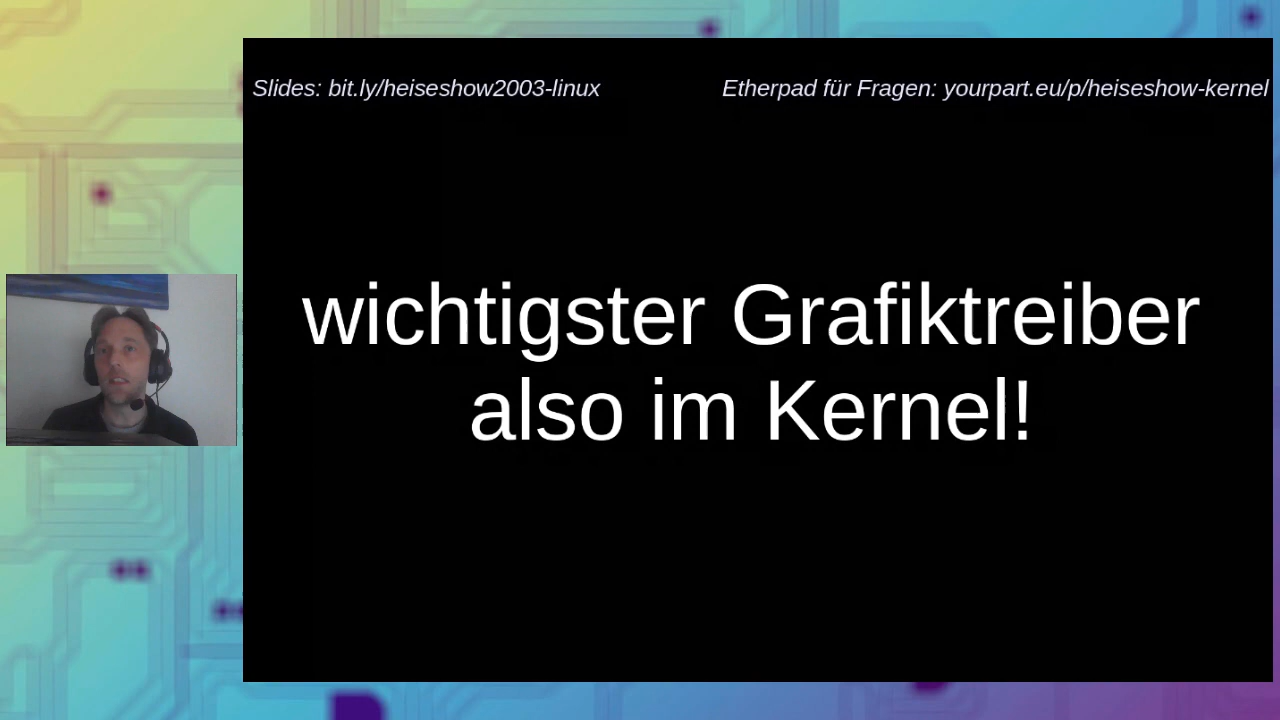 Slides: bit.ly/heiseshow2003-linux
Etherpad für Fragen: yourpart.eu/p/heiseshow-kernel
wichtigster Grafiktreiber
also im Kernel!